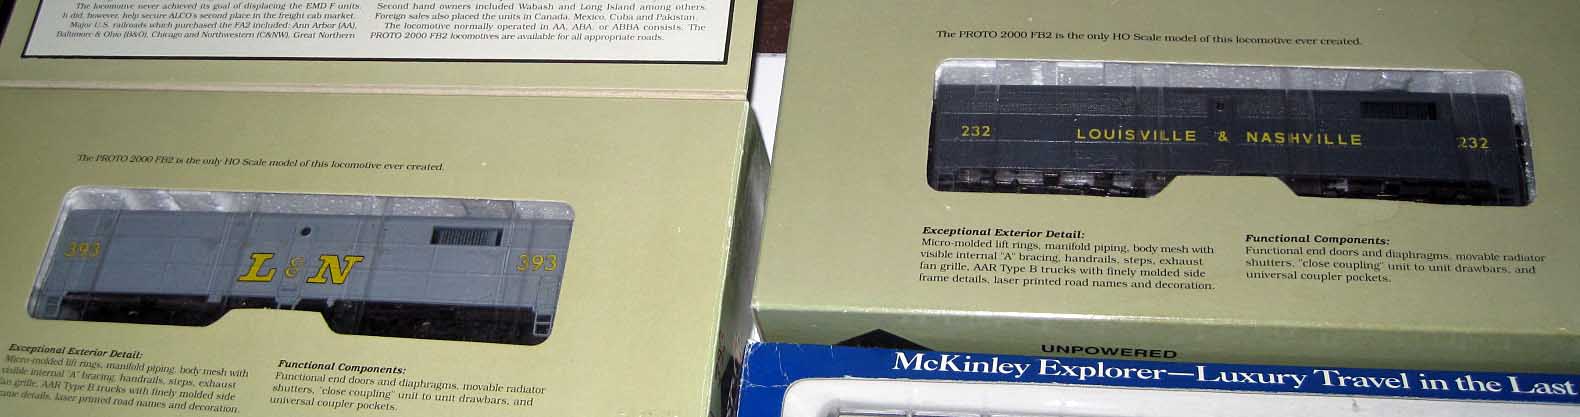 The locomotive never achieved its goal of displacing the EMD F units.
It did, however, help secure ALCO's second place in the freight cab market.
Major U.S. railroads which purchased the FA2 included: Ann Arbor (AA),
Baltimore & Ohio (B&O), Chicago and Northwestern (C&NW), Great Northern
Second hand owners included Wabash and Long Island among others.
Foreign sales also placed the units in Canada, Mexico, Cuba and Pakistan.
The locomotive normally operated in AA, ABA, or ABBA consists. The
PROTO 2000 FB2 locomotives are available for all appropriate roads.
The PROTO 2000 FB2 is the only HO Scale model of this locomotive ever created.
393
L&N
393
Exceptional Exterior Detail:
Micro-molded lift rings, manifold piping, body mesh with
visible internal "A" bracing, handrails, steps, exhaust
fan grille, AAR Type B trucks with finely molded side
frame details, laser printed road names and decoration.
Functional Components:
Functional end doors and diaphragms, movable radiator
shutters, "close coupling" unit to unit drawbars, and
universal coupler pockets.
The PROTO 2000 FB2 is the only HO Scale model of this locomotive ever created.
232
LOUISVILLE & NASHVILLE
232
Exceptional Exterior Detail:
Micro-molded lift rings, manifold piping, body mesh with
visible internal "A" bracing, handrails, steps, exhaust
fan grille, AAR Type B trucks with finely molded side
frame details, laser printed road names and decoration.
Functional Components:
Functional end doors and diaphragms, movable radiator
shutters, "close coupling" unit to unit drawbars, and
universal coupler pockets.
UNPOWERED
McKinley Explorer—Luxury Travel in the Last